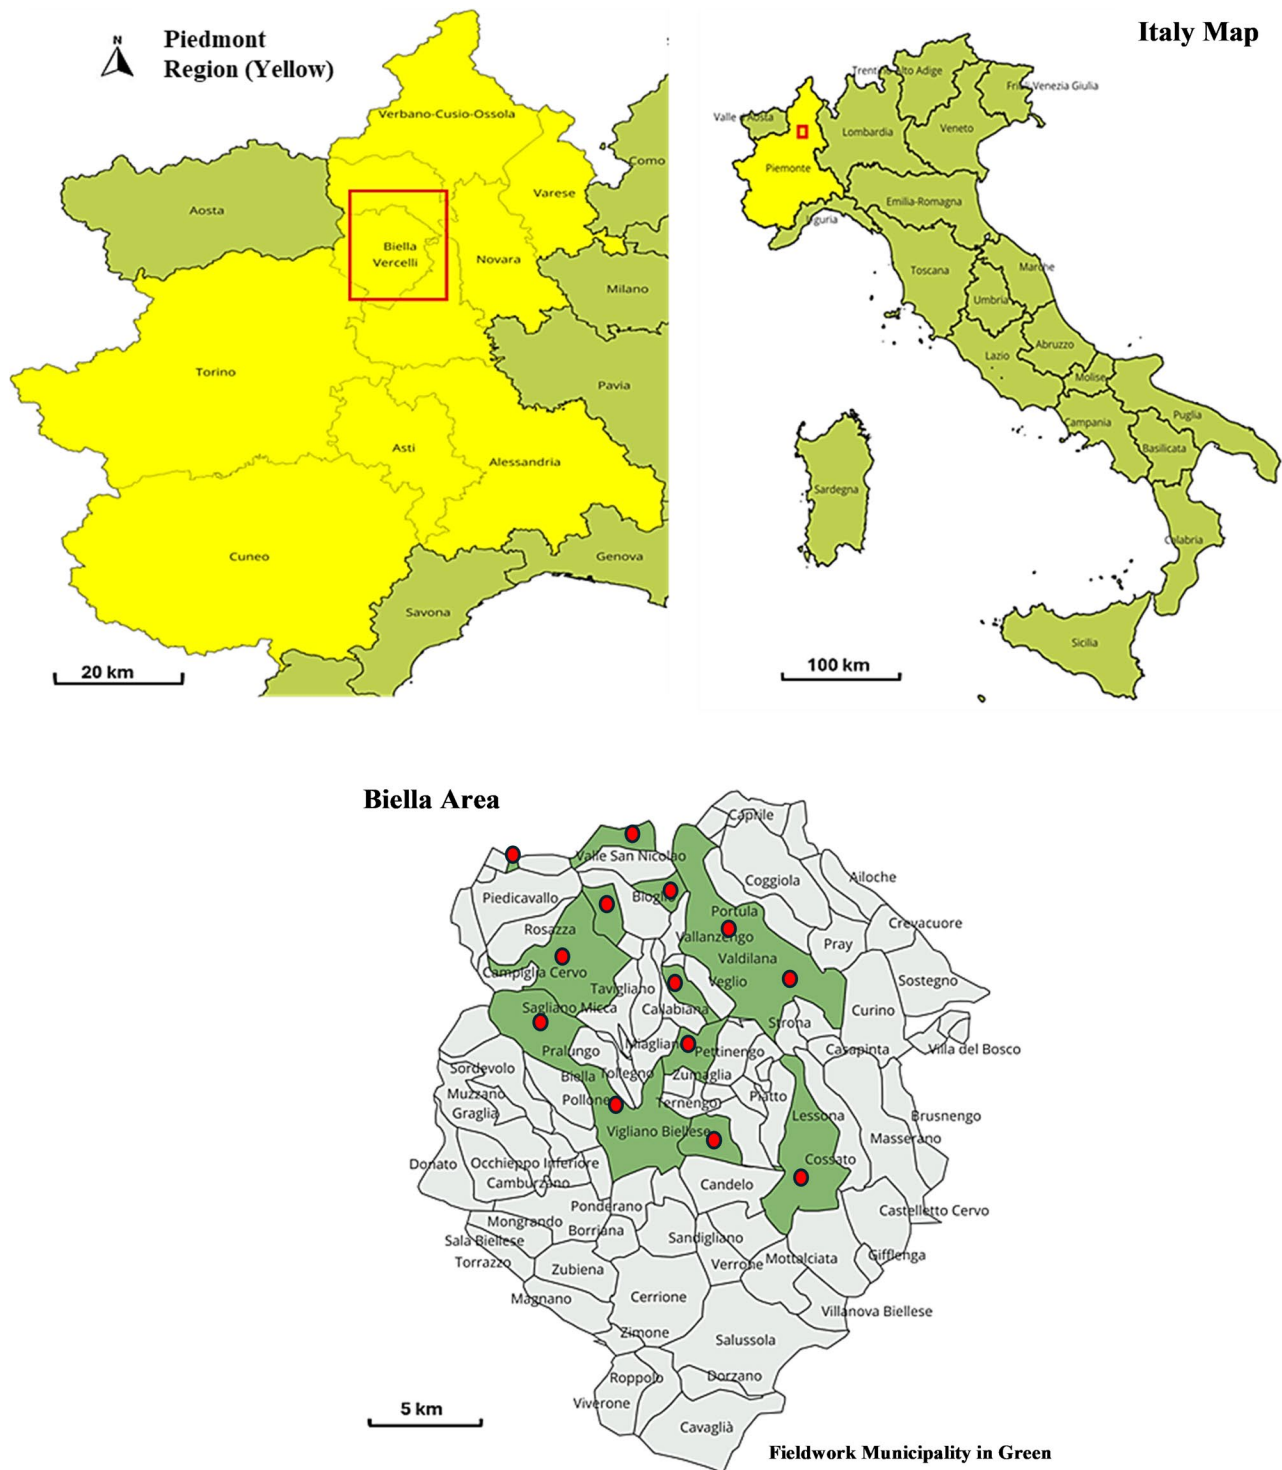 N
Piedmont
Region (Yellow)
Verbano-Cusio-Ossola
Como
Varese
Aosta
Biella
Vercelli
Novara
Milano
Torino
Pavia
Asti
Alessandria
Cuneo
Genova
Savona
20 km
Italy Map
Trentino-Alto Adige
Friuli Venezia Giulia
Valle d'Aosta
Lombardia
Veneto
Piemonte
Emilia-Romagna
Liguria
Toscana
Marche
Umbria
Abruzzo
Lazio
Molise
Campania
Puglia
Basilicata
Sardegna
Calabria
Sicilia
100 km
Biella Area
Caprile
Valle San Nicolao
Coggiola
Ailoche
Piedicavallo
Bioglio
Portula
Crevacuore
Rosazza
Vallanzengo
Pray
Valdilana
Campiglia Cervo
Veglio
Sostegno
Tavigliano
Sagliano Micca
Callabiana
Curino
Strona
Miagliano
Pralungo
Pettinengo
Casapinta
Villa del Bosco
Sordevolo
Biella
Tollegno
Zumaglia
Muzzano
Pollone
Ternengo
Piatto
Graglia
Lessona
Brusnengo
Vigliano Biellese
Masserano
Donato
Occhieppo Inferiore
Cossato
Camburzano
Candelo
Ponderano
Castelletto Cervo
Mongrando
Borriana
Sala Biellese
Sandigliano
Torrazzo
Verrone
Mottalciata
Gifflenga
Zubiena
Magnano
Cerrione
Villanova Biellese
Zimone
Salussola
Roppolo
Dorzano
Viverone
Cavaglià
5 km
Fieldwork Municipality in Green